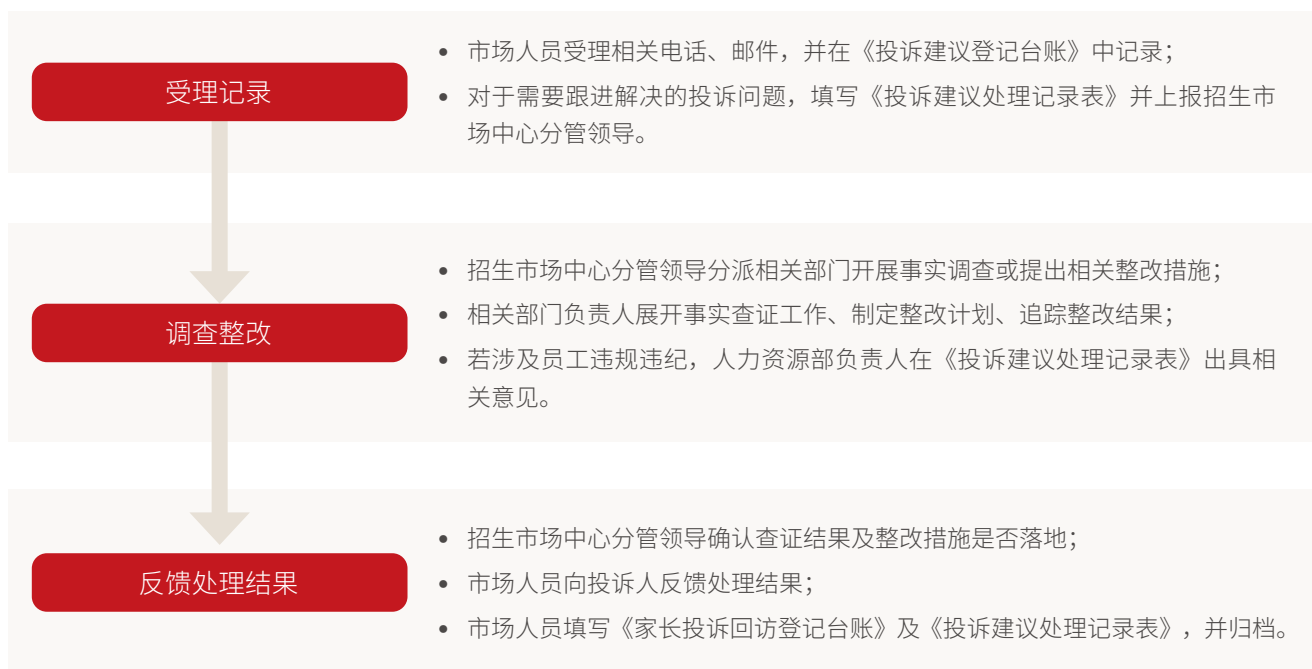 受理记录
• 市场人员受理相关电话、邮件，并在《投诉建议登记台账》中记录；
• 对于需要跟进解决的投诉问题，填写《投诉建议处理记录表》并上报招生市
场中心分管领导。
调查整改
• 招生市场中心分管领导分派相关部门开展事实调查或提出相关整改措施；
• 相关部门负责人展开事实查证工作、制定整改计划、追踪整改结果；
• 若涉及员工违规违纪，人力资源部负责人在《投诉建议处理记录表》出具相
关意见。
反馈处理结果
• 招生市场中心分管领导确认查证结果及整改措施是否落地；
• 市场人员向投诉人反馈处理结果；
• 市场人员填写《家长投诉回访登记台账》及《投诉建议处理记录表》，并归档。